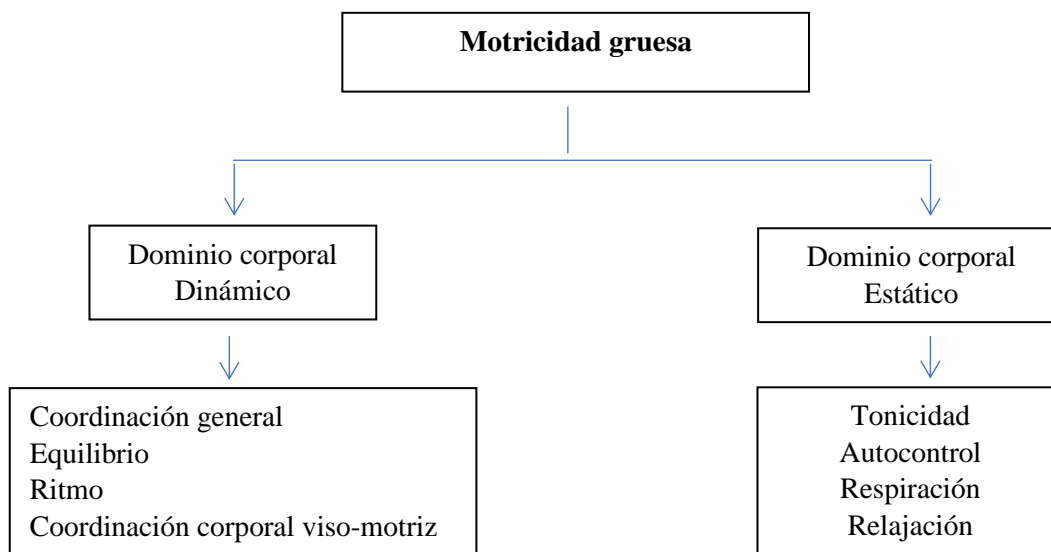 Motricidad gruesa
Dominio corporal
Dinámico
Dominio corporal
Estático
Coordinación general
Equilibrio
Ritmo
Coordinación corporal viso-motriz
Tonicidad
Autocontrol
Respiración
Relajación